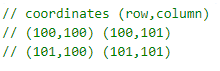 // coordinates (row,column)
// (100,100) (100,101)
// (101,100) (101,101)